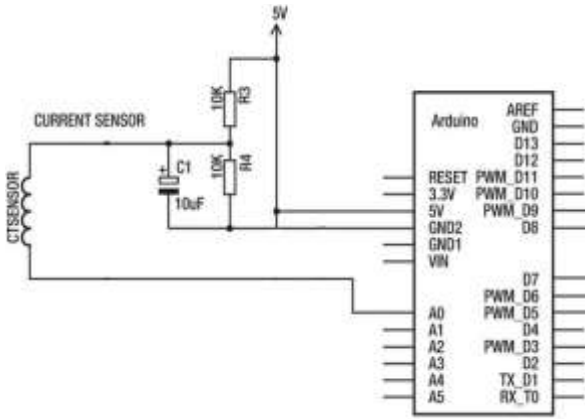 5V
10K
R3
CURRENT SENSOR
10K
R4
+
C1
10uF
CTSENSOR
Arduino
AREF
GND
D13
D12
RESET PWM_D11
3.3V PWM_D10
5V PWM_D9
GND2 D8
GND1
VIN
D7
PWM_D6
A0 PWM_D5
A1 D4
A2 PWM_D3
A3 D2
A4 TX_D1
A5 RX_T0